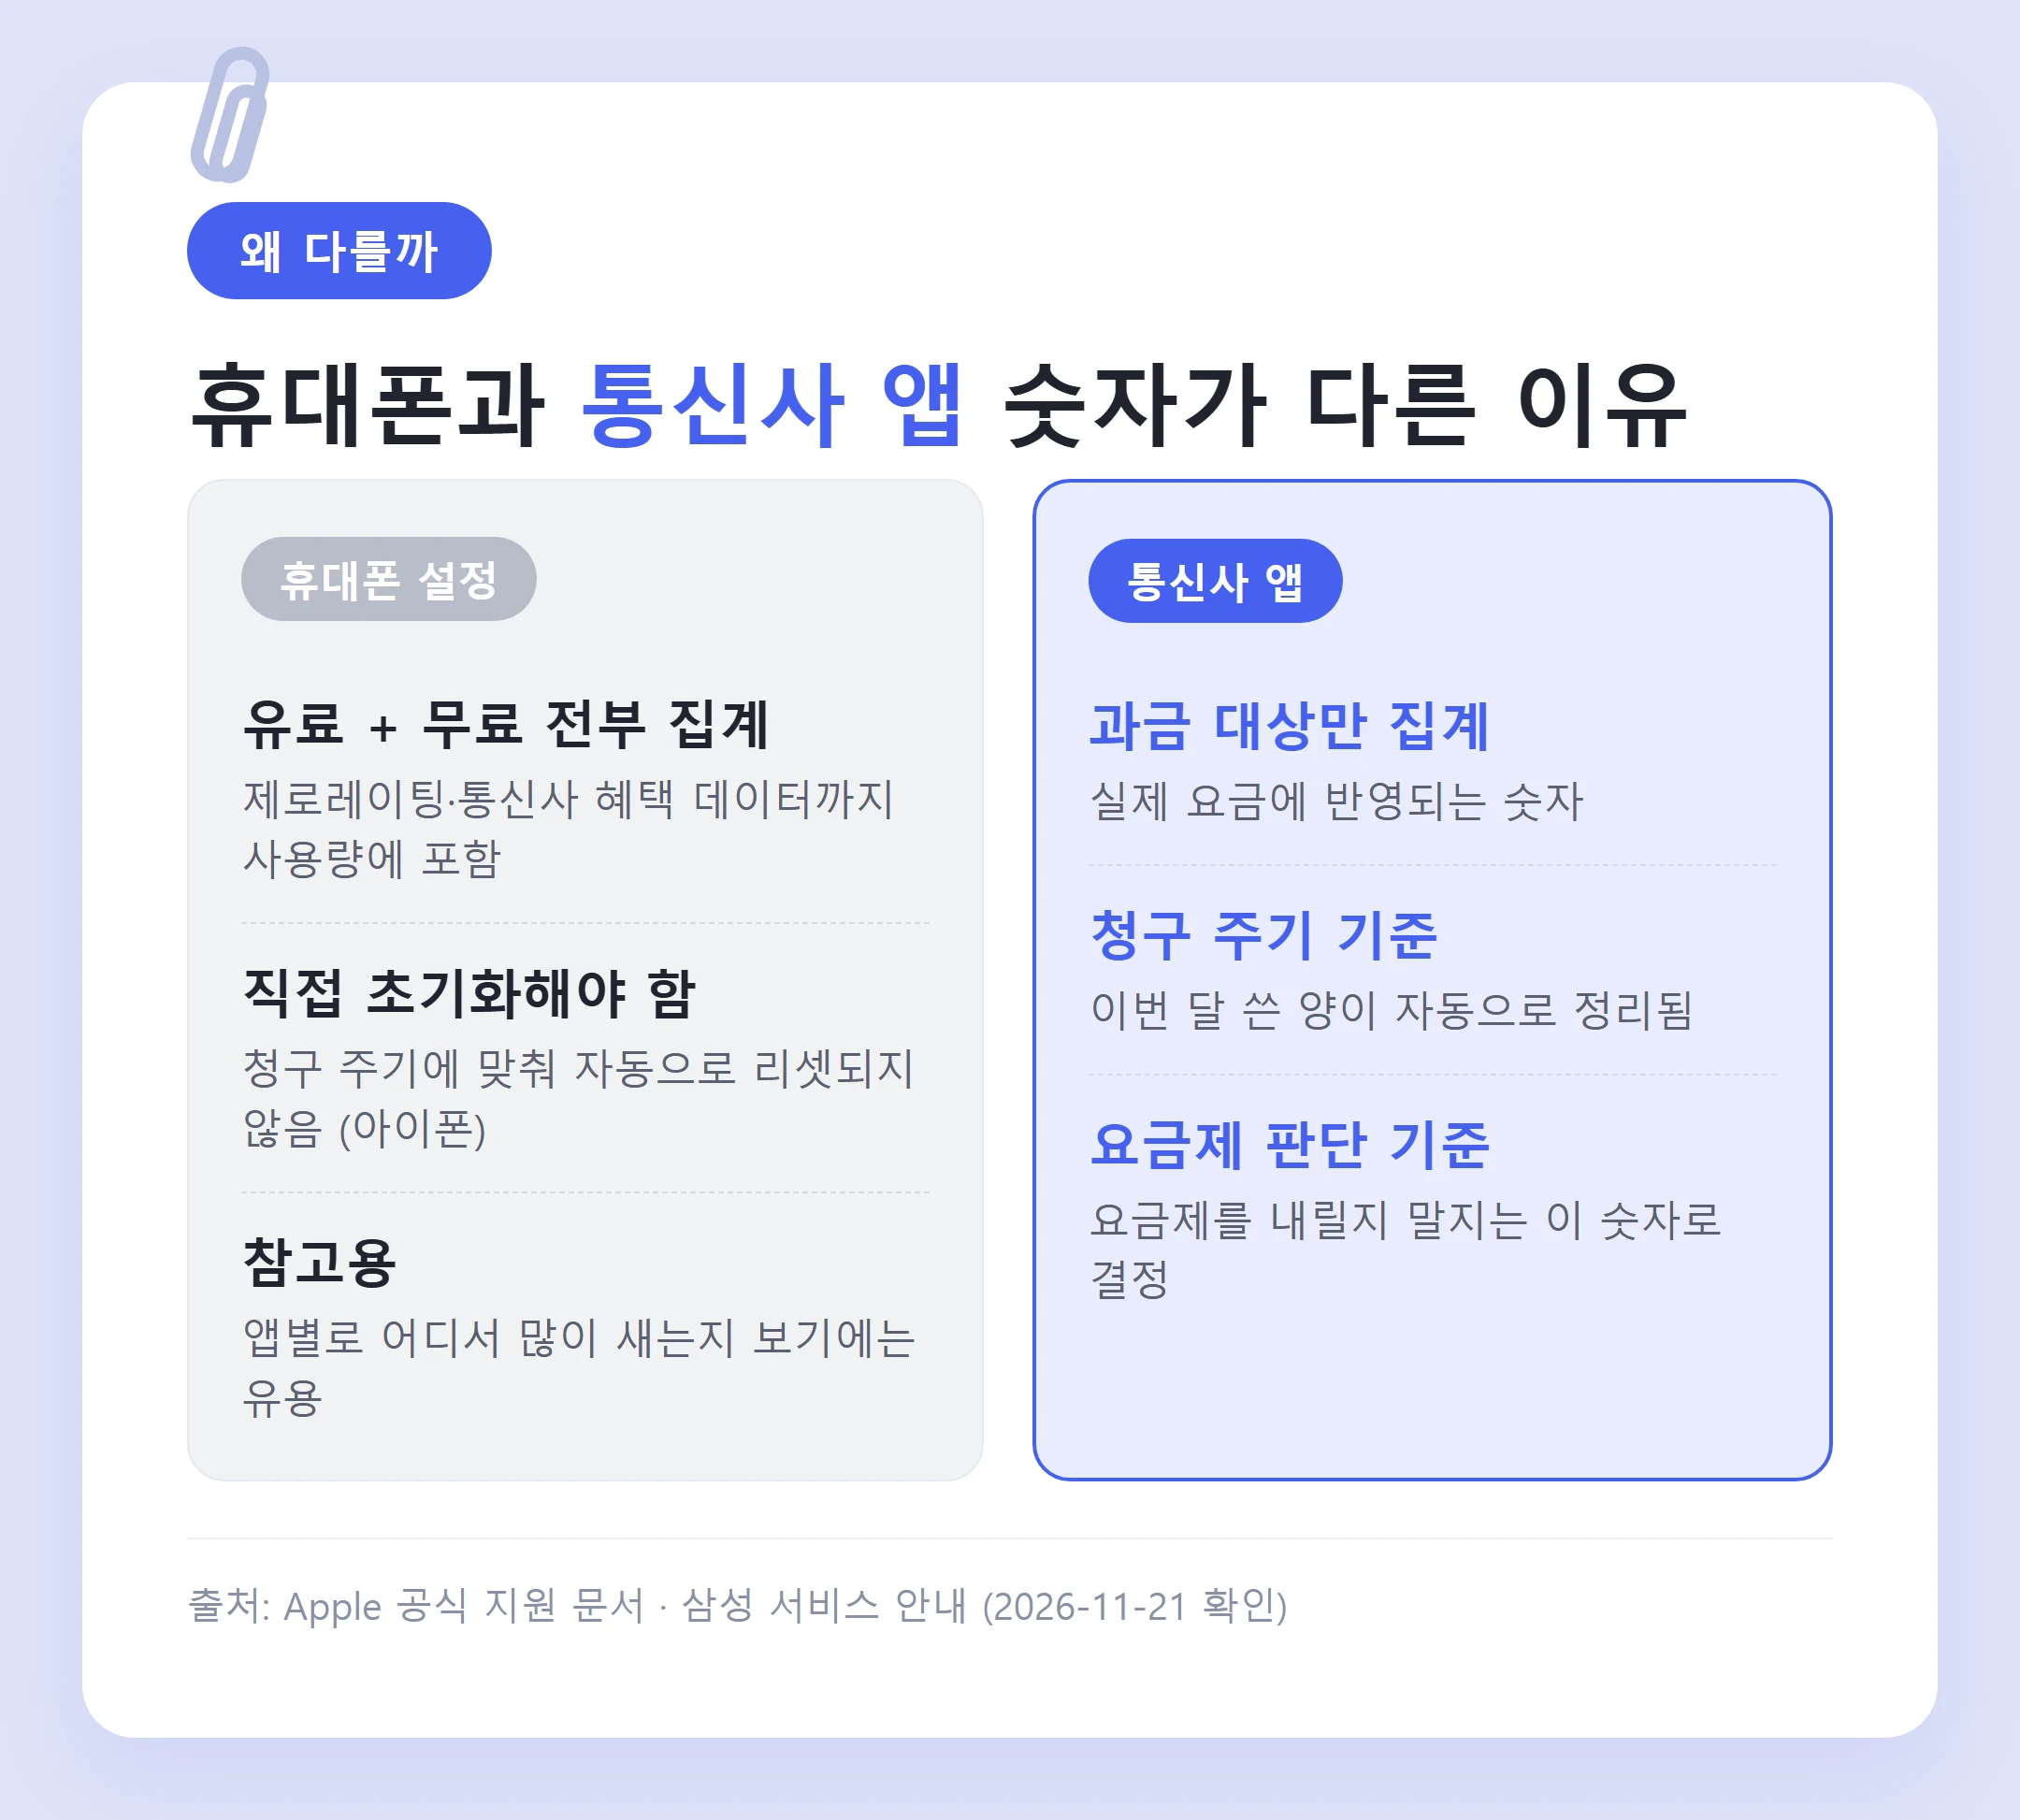 왜 다를까
휴대폰과 통신사 앱 숫자가 다른 이유
휴대폰 설정
유료 + 무료 전부 집계
제로레이팅·통신사 혜택 데이터까지
사용량에 포함
직접 초기화해야 함
청구 주기에 맞춰 자동으로 리셋되지
않음 (아이폰)
참고용
앱별로 어디서 많이 새는지 보기에는
유용
통신사 앱
과금 대상만 집계
실제 요금에 반영되는 숫자
청구 주기 기준
이번 달 쓴 양이 자동으로 정리됨
요금제 판단 기준
요금제를 내릴지 말지는 이 숫자로
결정
출처: Apple 공식 지원 문서 · 삼성 서비스 안내 (2026-11-21 확인)